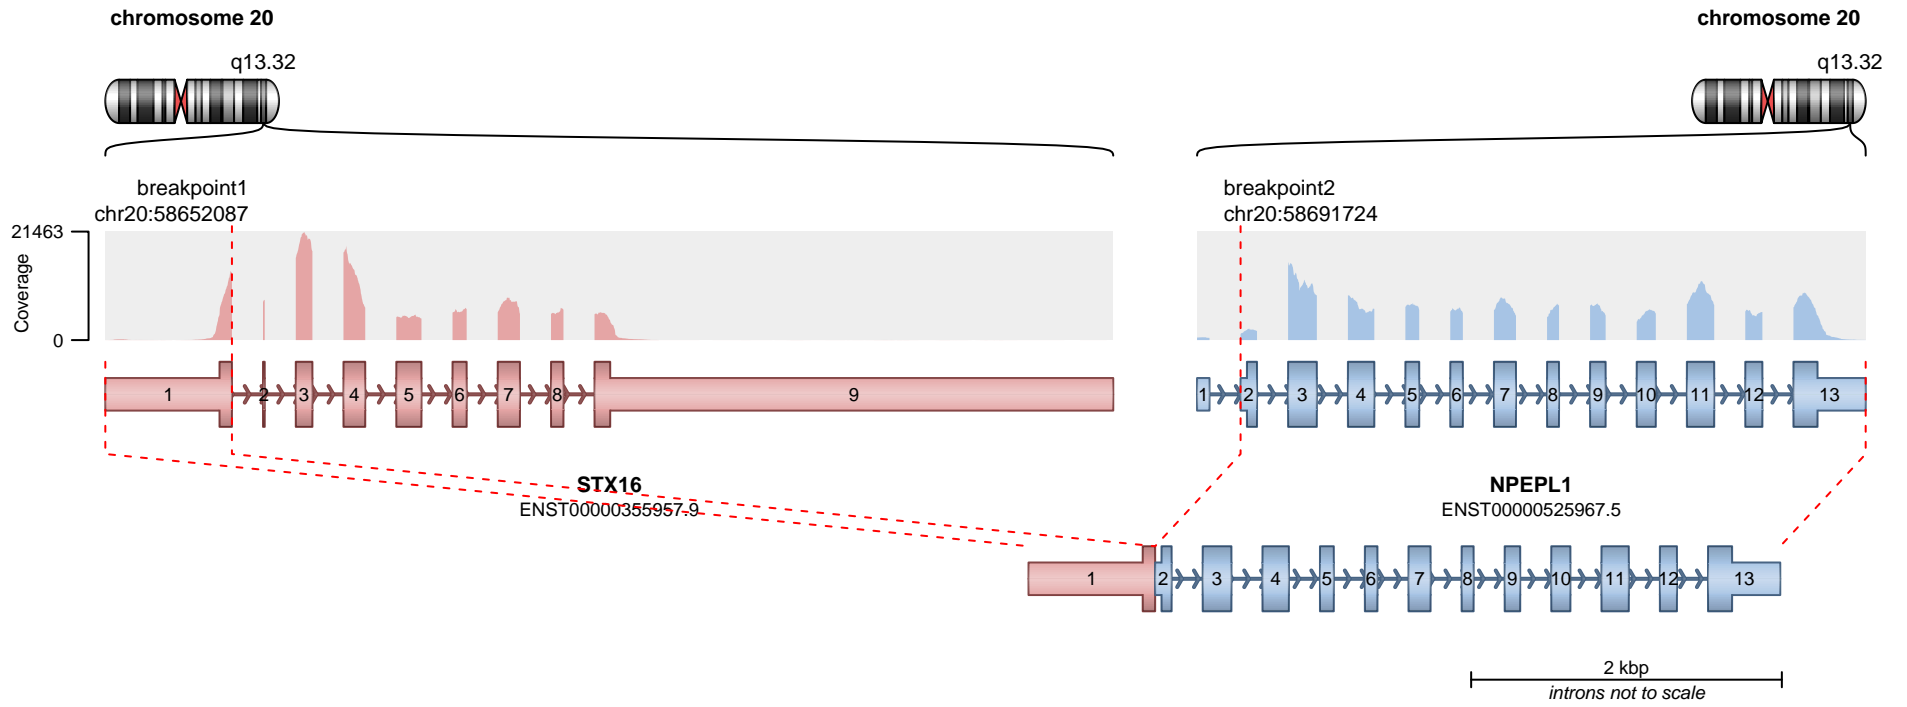 chromosome 20
chromosome 20
q13.32
q13.32
breakpoint1
chr20:58652087
breakpoint2
chr20:58691724
21463
Coverage
0
1 2 3 4 5 6 7 8 9
1 2 3 4 5 6 7 8 9 10 11 12 13
STX16
ENST00000355957.9
NPEPL1
ENST00000525967.5
1 2 3 4 5 6 7 8 9 10 11 12 13
2 kbp
introns not to scale